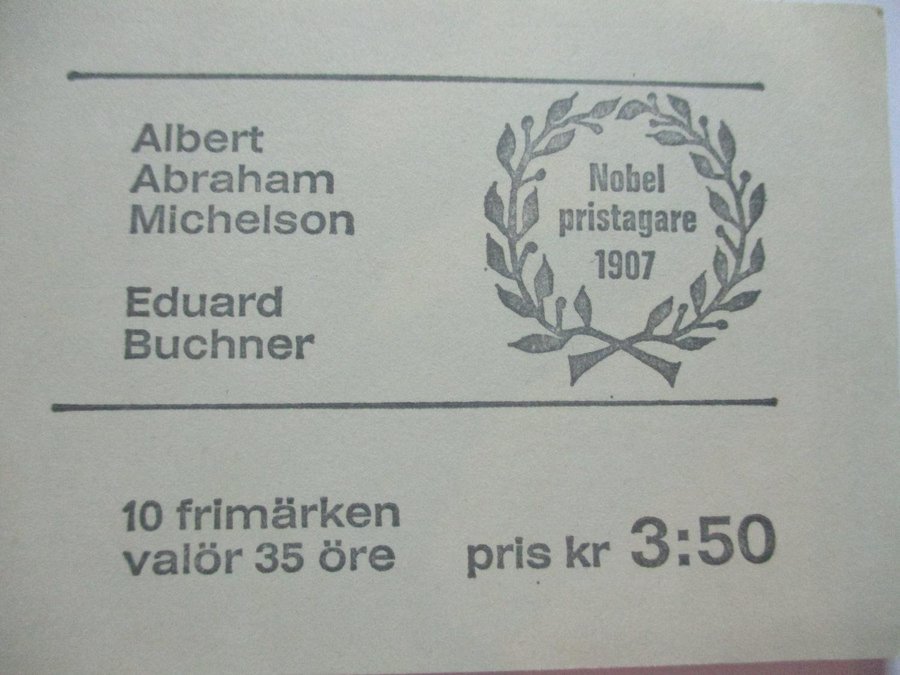 Albert
Abraham
Michelson
Eduard
Buchner
Nobel
pristagare
1907
10 frimärken
valör 35 öre
pris kr 3:50